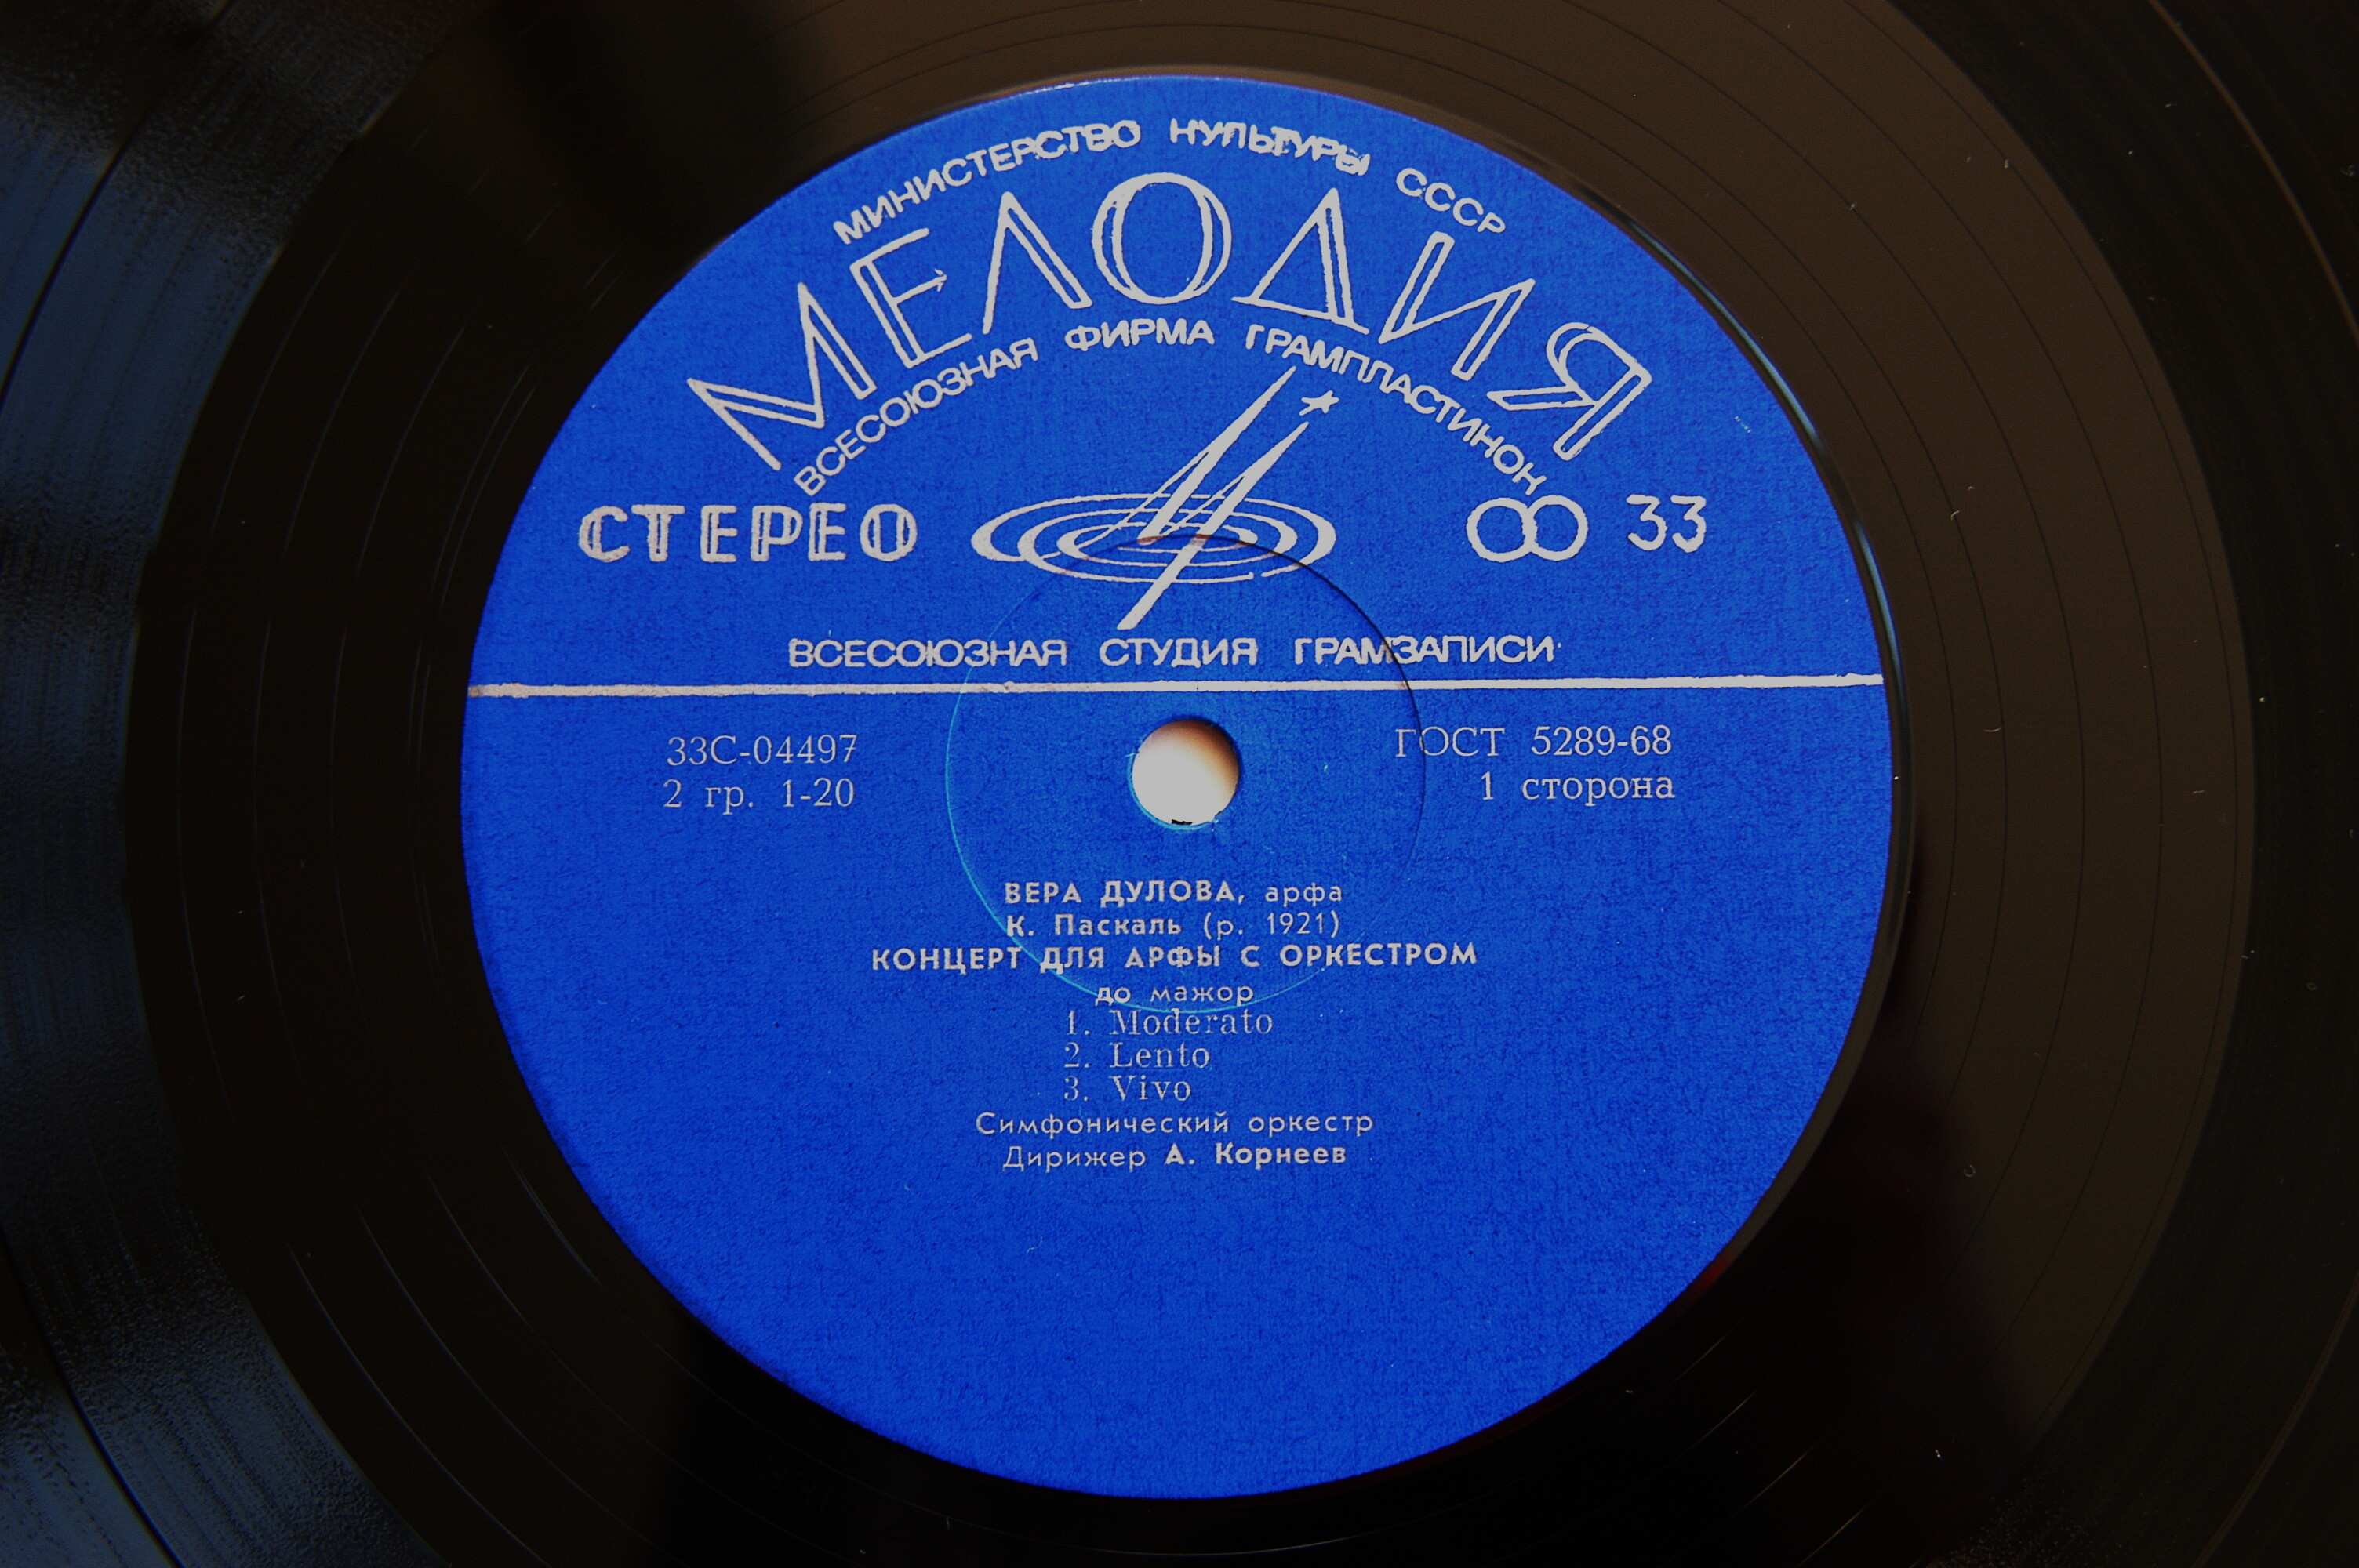 МИНИСТЕРСТВО КУЛЬТУРЫ СССР
МЕЛОДИЯ
ВСЕСОЮЗНАЯ ФИРМА ГРАМПЛАСТИНОК
СТЕРЕО 33
ВСЕСОЮЗНАЯ СТУДИЯ ГРАМЗАПИСИ
33С-04497 ГОСТ 5289-68
2 гр. 1-20 1 сторона
ВЕРА ДУЛОВА, арфа
К. Паскаль (р. 1921)
КОНЦЕРТ ДЛЯ АРФЫ С ОРКЕСТРОМ
до мажор
1. Moderato
2. Lento
3. Vivo
Симфонический оркестр
Дирижер А. Корнеев